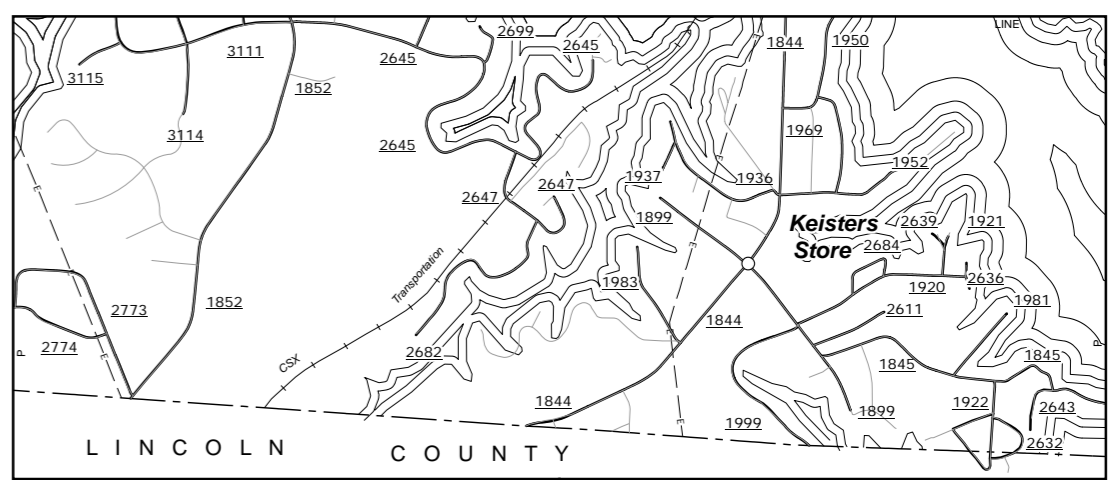 LINE
2699
1844
1950
3111
2645
2645
3115
1852
3114
2645
1969
1952
1937
1936
2647
2647
1899
Keisters
Store
2639
1921
2684
Transportation
1983
2636
1920
1981
2773
1852
2611
1844
2774
P
P
2682
CSX
1845
1845
1844
1899
1922
2643
1999
2632
E
E
E
E
E
E
LINCOLN COUNTY